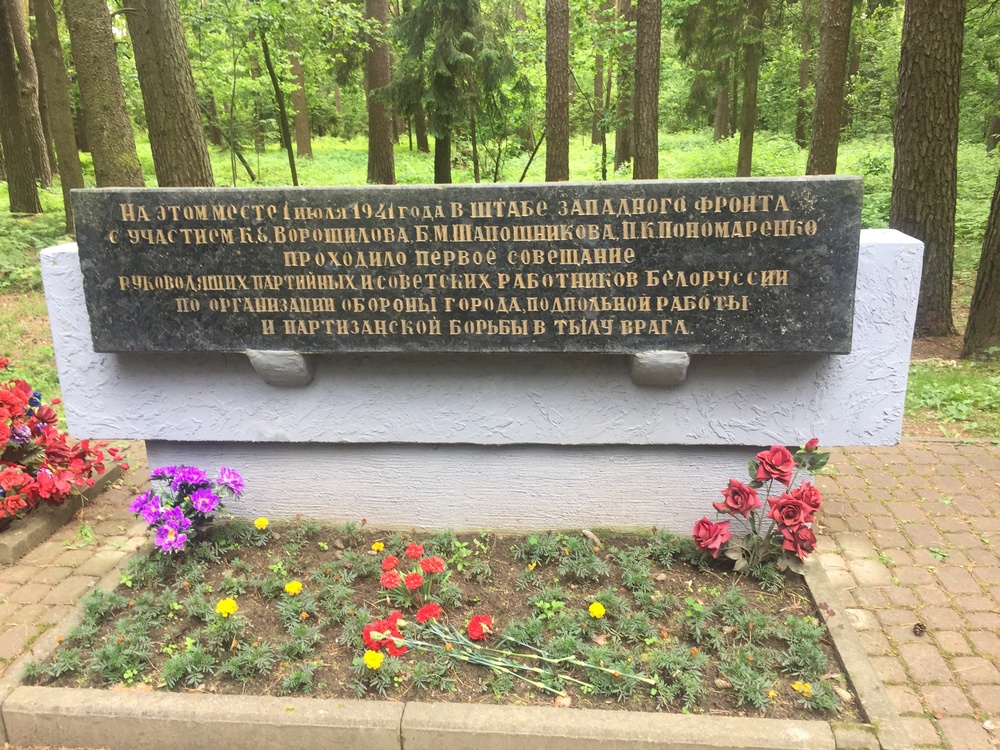 На этом месте 1 июля 1941 года в штабе Западного фронта
с участием К.Е.Ворошилова, Б.М.Шапошникова, П.К.Пономаренко
проходило первое совещание
руководящих партийных и советских работников Белоруссии
по организации обороны города, подпольной работы
и партизанской борьбы в тылу врага.